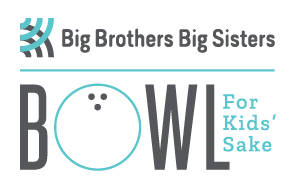 Big Brothers Big Sisters
BOWL
For
Kids'
Sake